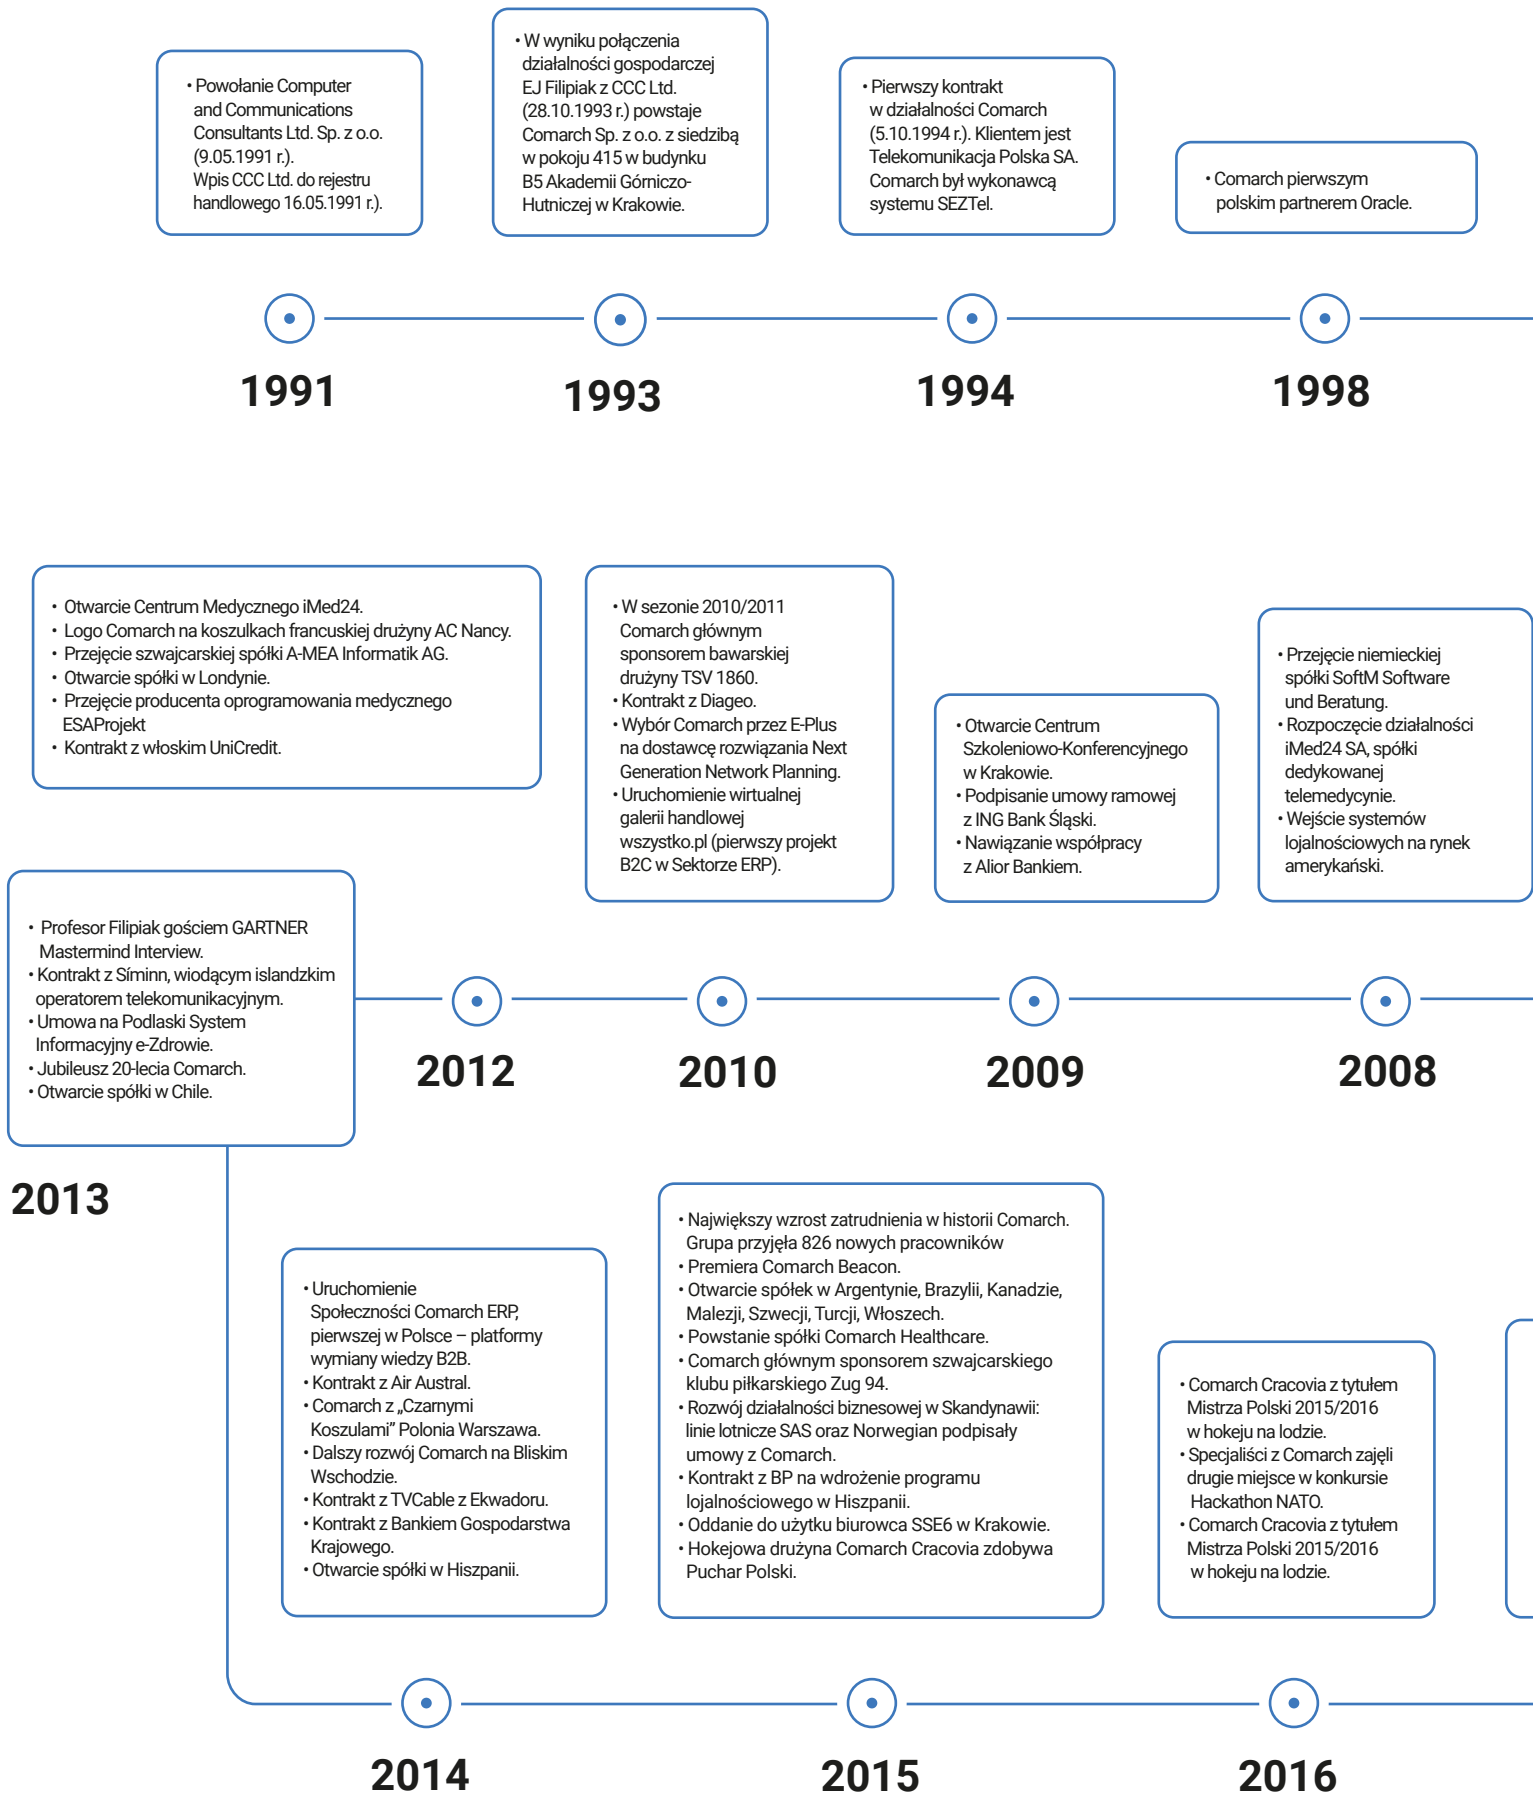 • Powołanie Computer
and Communications
Consultants Ltd. Sp. z o.o.
(9.05.1991 r.).
Wpis CCC Ltd. do rejestru
handlowego 16.05.1991 r.).
1991
• W wyniku połączenia
działalności gospodarczej
EJ Filipiak z CCC Ltd.
(28.10.1993 r.) powstaje
Comarch Sp. z o.o. z siedzibą
w pokoju 415 w budynku
B5 Akademii Górniczo-
Hutniczej w Krakowie.
1993
• Pierwszy kontrakt
w działalności Comarch
(5.10.1994 r.). Klientem jest
Telekomunikacja Polska SA.
Comarch był wykonawcą
systemu SEZTel.
1994
• Comarch pierwszym
polskim partnerem Oracle.
1998
• Otwarcie Centrum Medycznego iMed24.
• Logo Comarch na koszulkach francuskiej drużyny AC Nancy.
• Przejęcie szwajcarskiej spółki A-MEA Informatik AG.
• Otwarcie spółki w Londynie.
• Przejęcie producenta oprogramowania medycznego
ESAProjekt
• Kontrakt z włoskim UniCredit.
2012
• W sezonie 2010/2011
Comarch głównym
sponsorem bawarskiej
drużyny TSV 1860.
• Kontrakt z Diageo.
• Wybór Comarch przez E-Plus
na dostawcę rozwiązania Next
Generation Network Planning.
• Uruchomienie wirtualnej
galerii handlowej
wszystko.pl (pierwszy projekt
B2C w Sektorze ERP).
2010
• Otwarcie Centrum
Szkoleniowo-Konferencyjnego
w Krakowie.
• Podpisanie umowy ramowej
z ING Bank Śląski.
• Nawiązanie współpracy
z Alior Bankiem.
2009
• Przejęcie niemieckiej
spółki SoftM Software
und Beratung.
• Rozpoczęcie działalności
iMed24 SA, spółki
dedykowanej
telemedycynie.
• Wejście systemów
lojalnościowych na rynek
amerykański.
2008
• Profesor Filipiak gościem GARTNER
Mastermind Interview.
• Kontrakt z Síminn, wiodącym islandzkim
operatorem telekomunikacyjnym.
• Umowa na Podlaski System
Informacyjny e-Zdrowie.
• Jubileusz 20-lecia Comarch.
• Otwarcie spółki w Chile.
2013
• Uruchomienie
Społeczności Comarch ERP,
pierwszej w Polsce – platformy
wymiany wiedzy B2B.
• Kontrakt z Air Austral.
• Comarch z „Czarnymi
Koszulami” Polonia Warszawa.
• Dalszy rozwój Comarch na Bliskim
Wschodzie.
• Kontrakt z TVCable z Ekwadoru.
• Kontrakt z Bankiem Gospodarstwa
Krajowego.
• Otwarcie spółki w Hiszpanii.
2014
• Największy wzrost zatrudnienia w historii Comarch.
Grupa przyjęła 826 nowych pracowników
• Premiera Comarch Beacon.
• Otwarcie spółek w Argentynie, Brazylii, Kanadzie,
Malezji, Szwecji, Turcji, Włoszech.
• Powstanie spółki Comarch Healthcare.
• Comarch głównym sponsorem szwajcarskiego
klubu piłkarskiego Zug 94.
• Rozwój działalności biznesowej w Skandynawii:
linie lotnicze SAS oraz Norwegian podpisały
umowy z Comarch.
• Kontrakt z BP na wdrożenie programu
lojalnościowego w Hiszpanii.
• Oddanie do użytku biurowca SSE6 w Krakowie.
• Hokejowa drużyna Comarch Cracovia zdobywa
Puchar Polski.
2015
• Comarch Cracovia z tytułem
Mistrza Polski 2015/2016
w hokeju na lodzie.
• Specjaliści z Comarch zajęli
drugie miejsce w konkursie
Hackathon NATO.
• Comarch Cracovia z tytułem
Mistrza Polski 2015/2016
w hokeju na lodzie.
2016